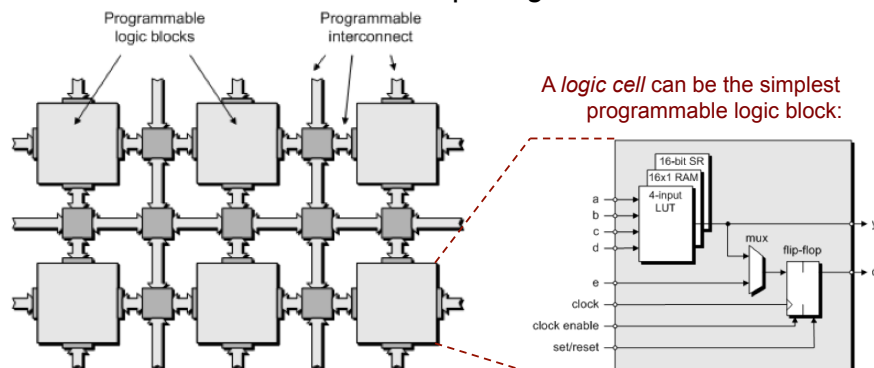 Programmable
logic blocks
Programmable
interconnect
A logic cell can be the simplest
programmable logic block:
16-bit SR
16x1 RAM
4-input
LUT
a
b
c
d
e
clock
clock enable
set/reset
mux
flip-flop
y